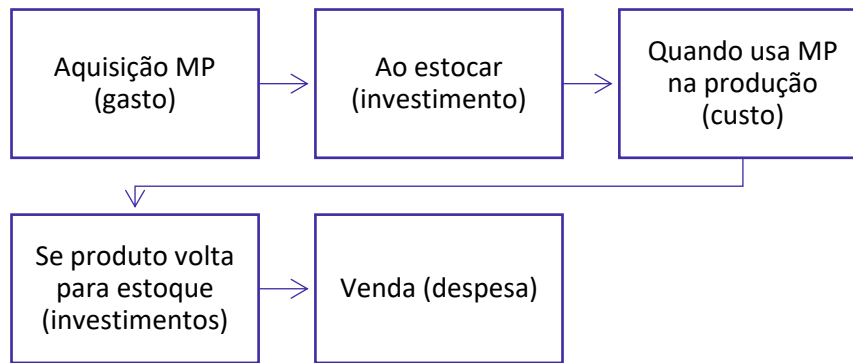 Aquisição MP
(gasto)
Ao estocar
(investimento)
Quando usa MP
na produção
(custo)
Se produto volta
para estoque
(investimentos)
Venda (despesa)